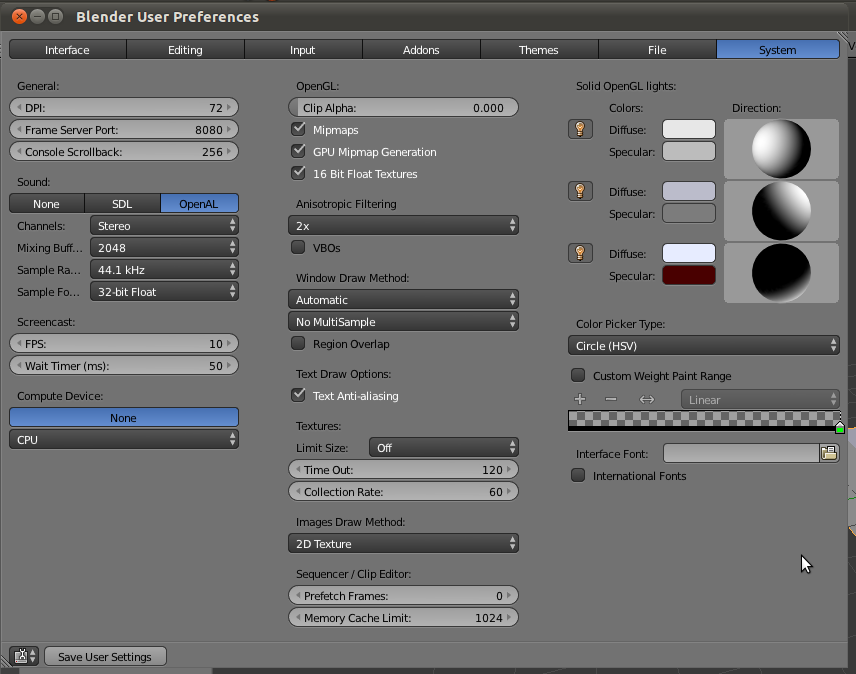 Blender User Preferences
Interface Editing Input Addons Themes File System
General:
DPI: 72
Frame Server Port: 8080
Console Scrollback: 256
Sound:
None SDL OpenAL
Channels: Stereo
Mixing Buff... 2048
Sample Ra... 44.1 kHz
Sample Fo... 32-bit Float
Screencast:
FPS: 10
Wait Timer (ms): 50
Compute Device:
None
CPU
OpenGL:
Clip Alpha: 0.000
Mipmaps
GPU Mipmap Generation
16 Bit Float Textures
Anisotropic Filtering
2x
VBOs
Window Draw Method:
Automatic
No MultiSample
Region Overlap
Text Draw Options:
Text Anti-aliasing
Textures:
Limit Size: Off
Time Out: 120
Collection Rate: 60
Images Draw Method:
2D Texture
Sequencer / Clip Editor:
Prefetch Frames: 0
Memory Cache Limit: 1024
Solid OpenGL lights:
Colors: Direction:
Diffuse:
Specular:
Diffuse:
Specular:
Diffuse:
Specular:
Color Picker Type:
Circle (HSV)
Custom Weight Paint Range
Linear
Interface Font:
International Fonts
Save User Settings